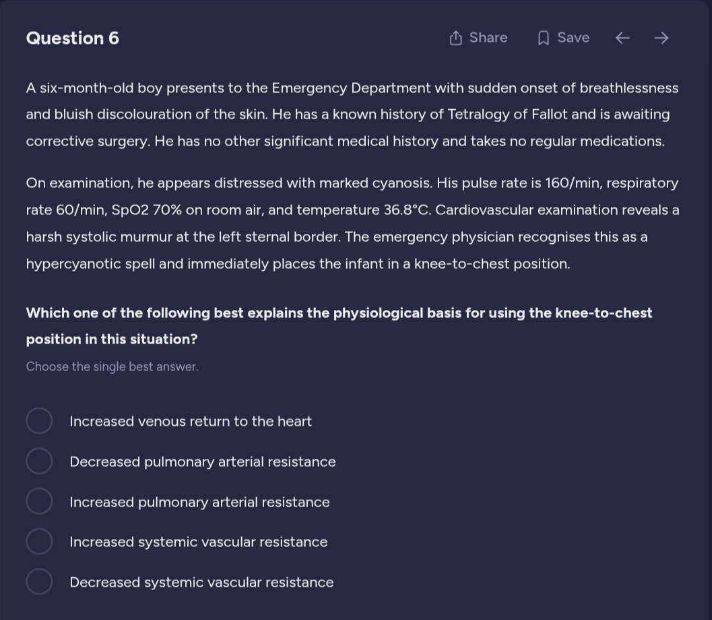 Question 6
Share
Save
A six-month-old boy presents to the Emergency Department with sudden onset of breathlessness
and bluish discolouration of the skin. He has a known history of Tetralogy of Fallot and is awaiting
corrective surgery. He has no other significant medical history and takes no regular medications.
On examination, he appears distressed with marked cyanosis. His pulse rate is 160/min, respiratory
rate 60/min, SpO2 70% on room air, and temperature 36.8°C. Cardiovascular examination reveals a
harsh systolic murmur at the left sternal border. The emergency physician recognises this as a
hypercyanotic spell and immediately places the infant in a knee-to-chest position.
Which one of the following best explains the physiological basis for using the knee-to-chest
position in this situation?
Choose the single best answer.
Increased venous return to the heart
Decreased pulmonary arterial resistance
Increased pulmonary arterial resistance
Increased systemic vascular resistance
Decreased systemic vascular resistance